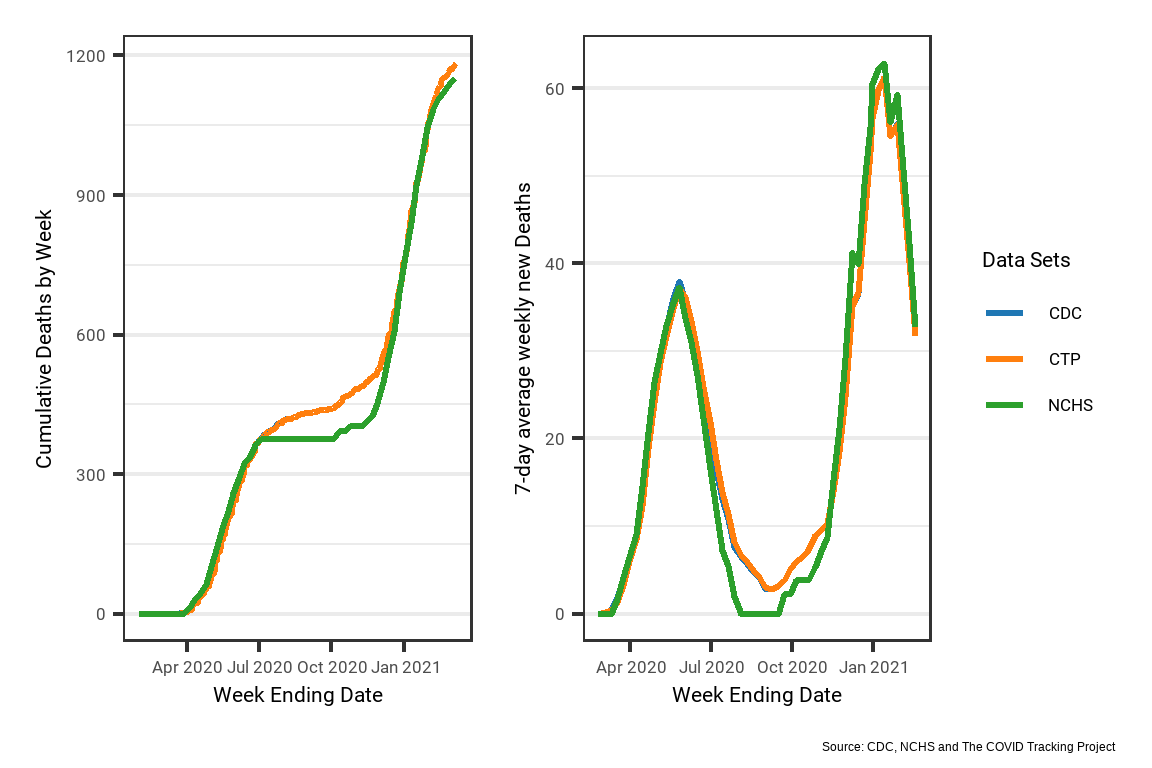 Cumulative Deaths by Week
1200
900
600
300
0
Apr 2020 Jul 2020 Oct 2020 Jan 2021
Week Ending Date
7-day average weekly new Deaths
60
40
20
0
Apr 2020 Jul 2020 Oct 2020 Jan 2021
Week Ending Date
Data Sets
CDC
CTP
NCHS
Source: CDC, NCHS and The COVID Tracking Project